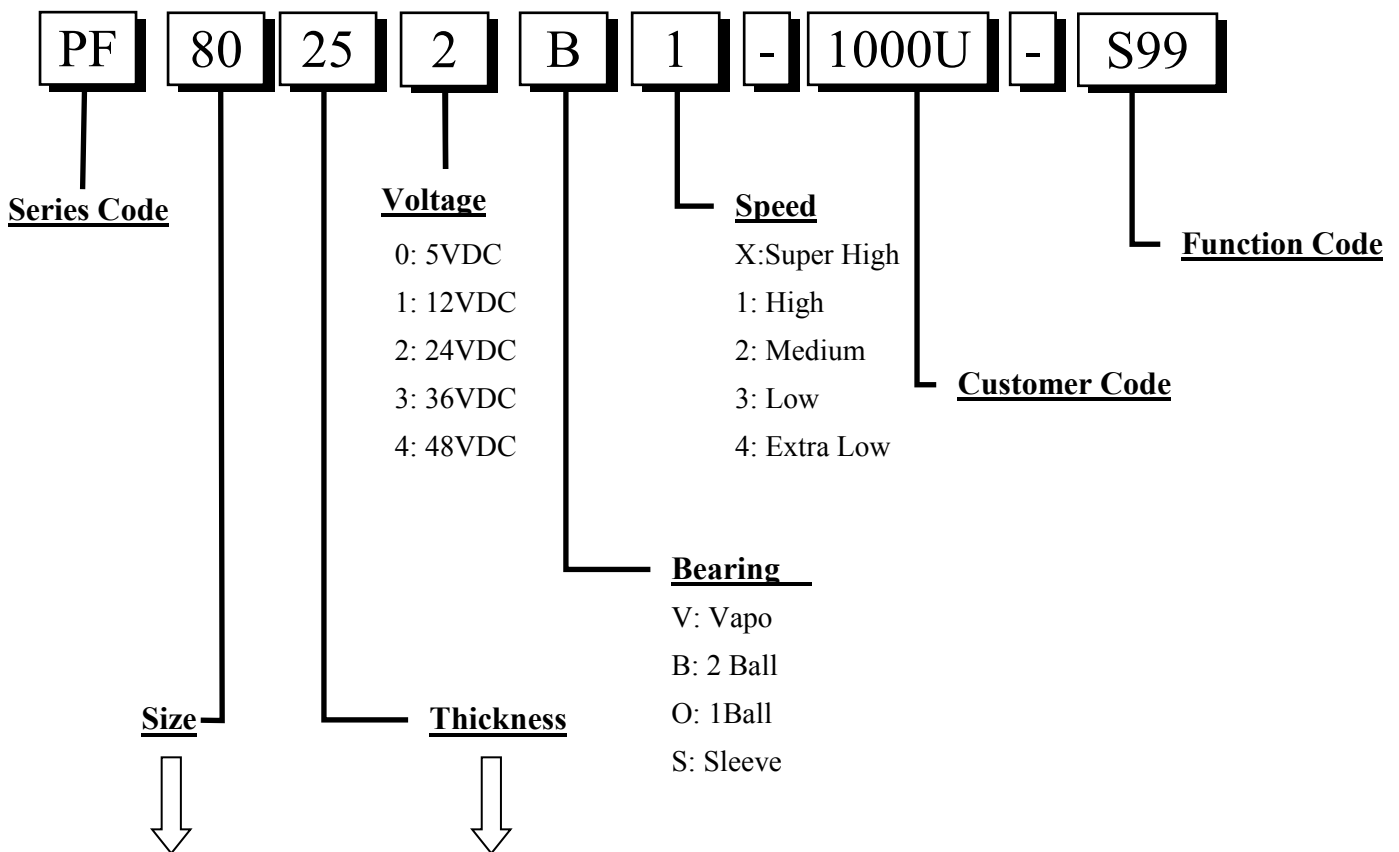 PF 80 25 2 B 1 - 1000U - S99
Series Code
Voltage
0: 5VDC
1: 12VDC
2: 24VDC
3: 36VDC
4: 48VDC
Speed
X:Super High
1: High
2: Medium
3: Low
4: Extra Low
Function Code
Customer Code
Bearing
V: Vapo
B: 2 Ball
O: 1Ball
S: Sleeve
Size
Thickness